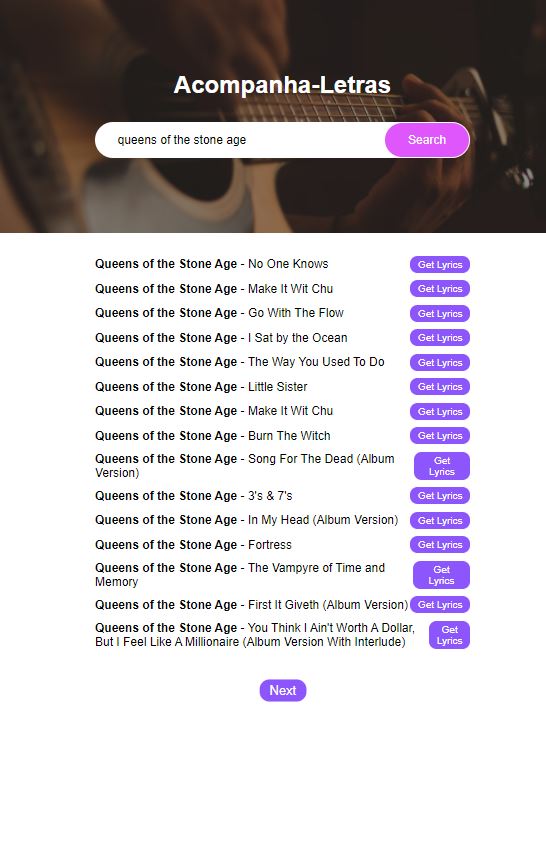 Acompanha-Letras
queens of the stone age Search
Queens of the Stone Age - No One Knows Get Lyrics
Queens of the Stone Age - Make It Wit Chu Get Lyrics
Queens of the Stone Age - Go With The Flow Get Lyrics
Queens of the Stone Age - I Sat by the Ocean Get Lyrics
Queens of the Stone Age - The Way You Used To Do Get Lyrics
Queens of the Stone Age - Little Sister Get Lyrics
Queens of the Stone Age - Make It Wit Chu Get Lyrics
Queens of the Stone Age - Burn The Witch Get Lyrics
Queens of the Stone Age - Song For The Dead (Album
Version)
Get
Lyrics
Queens of the Stone Age - 3's & 7's Get Lyrics
Queens of the Stone Age - In My Head (Album Version) Get Lyrics
Queens of the Stone Age - Fortress Get Lyrics
Queens of the Stone Age - The Vampyre of Time and
Memory
Get
Lyrics
Queens of the Stone Age - First It Giveth (Album Version) Get Lyrics
Queens of the Stone Age - You Think I Ain't Worth A Dollar,
But I Feel Like A Millionaire (Album Version With Interlude)
Get
Lyrics
Next